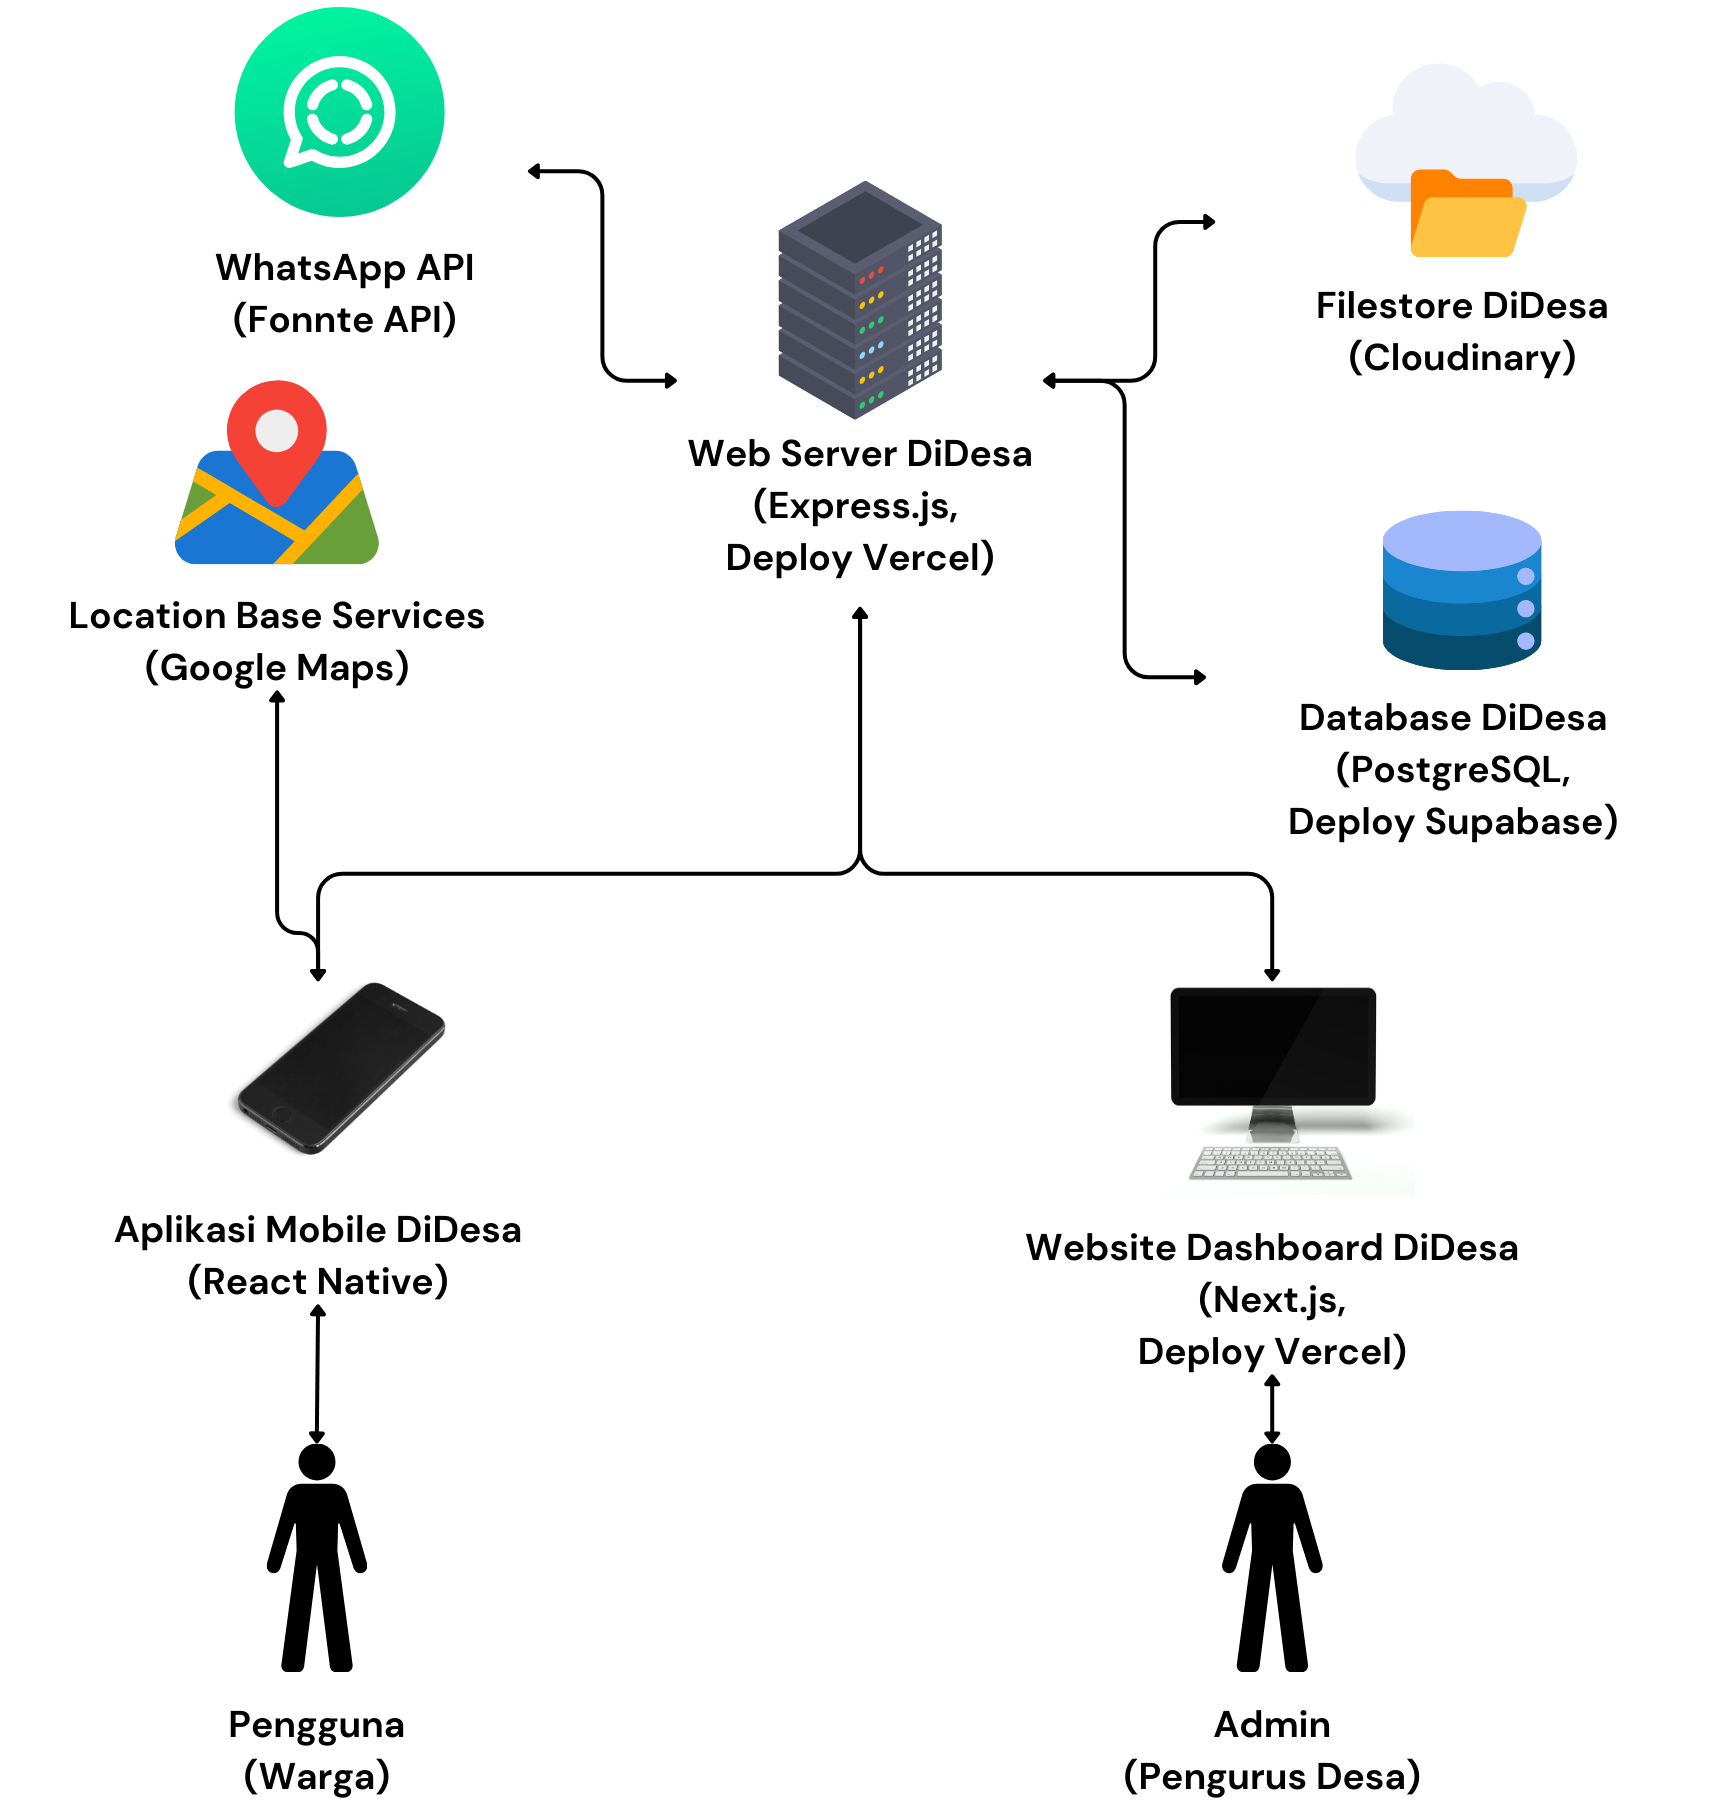 WhatsApp API
(Fonnte API)
Filestore DiDesa
(Cloudinary)
Web Server DiDesa
(Express.js,
Deploy Vercel)
Location Base Services
(Google Maps)
Database DiDesa
(PostgreSQL,
Deploy Supabase)
Aplikasi Mobile DiDesa
(React Native)
Website Dashboard DiDesa
(Next.js,
Deploy Vercel)
Pengguna
(Warga)
Admin
(Pengurus Desa)